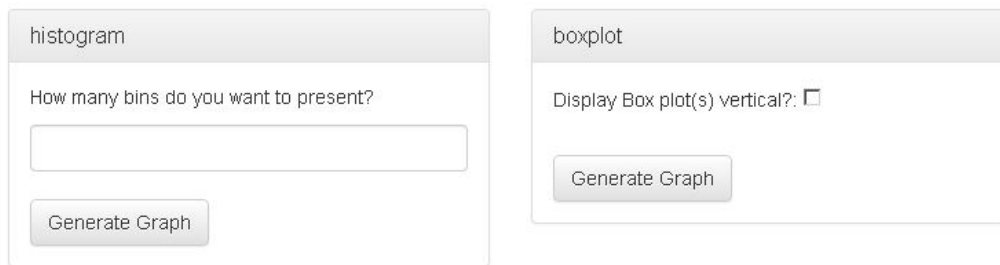 histogram
How many bins do you want to present?
Generate Graph
boxplot
Display Box plot(s) vertical?:
Generate Graph